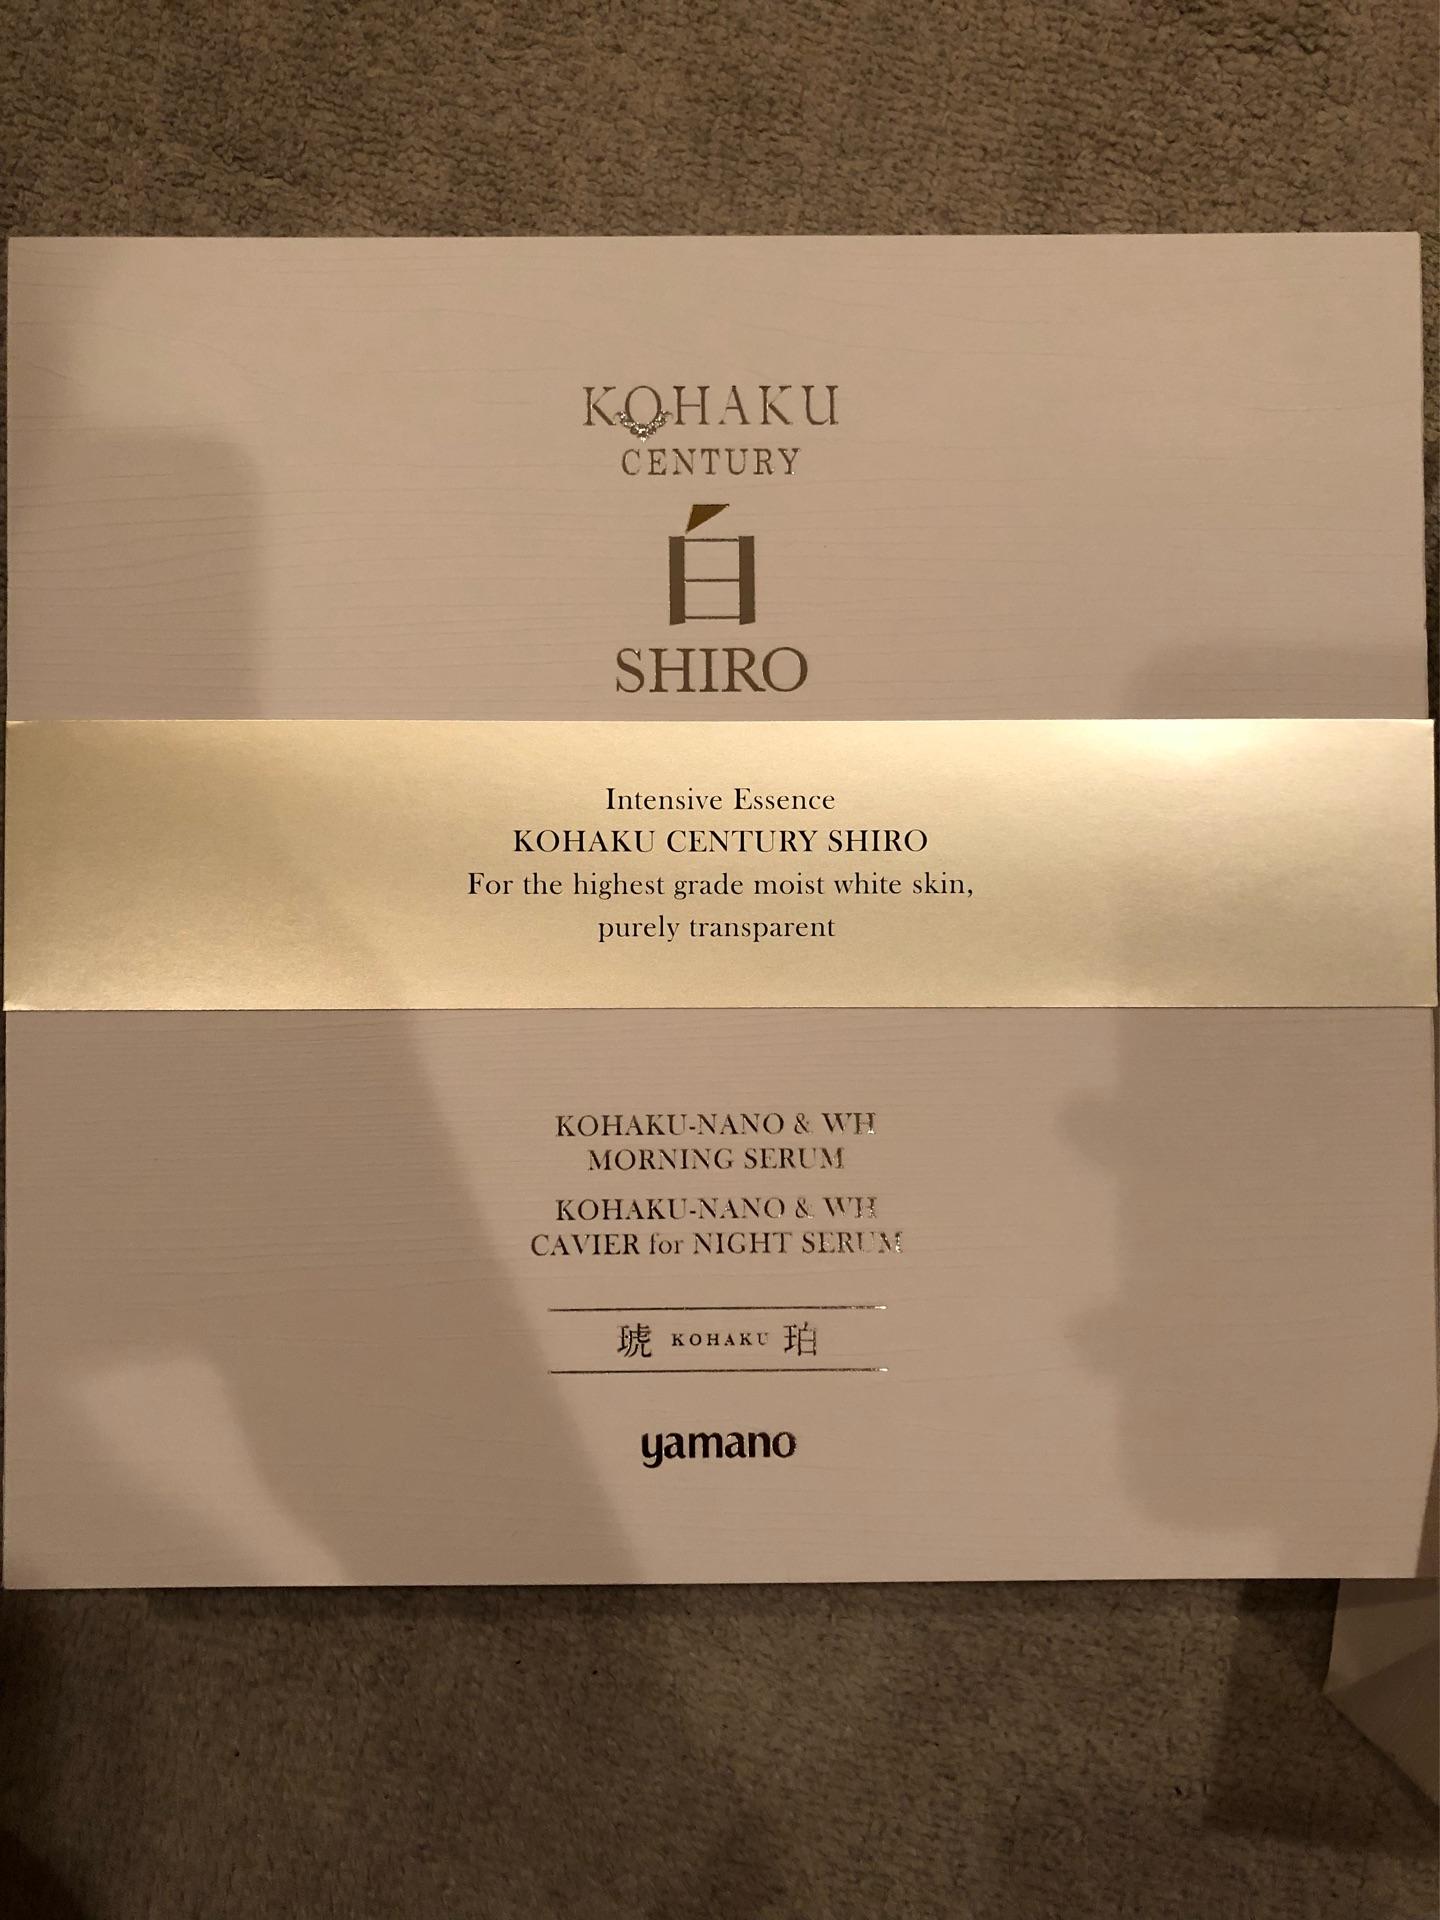 KOHAKU
CENTURY
白
SHIRO
Intensive Essence
KOHAKU CENTURY SHIRO
For the highest grade moist white skin,
purely transparent
KOHAKU-NANO & WH
MORNING SERUM
KOHAKU-NANO & WH
CAVIER for NIGHT SERUM
琥 KOHAKU 珀
yamano